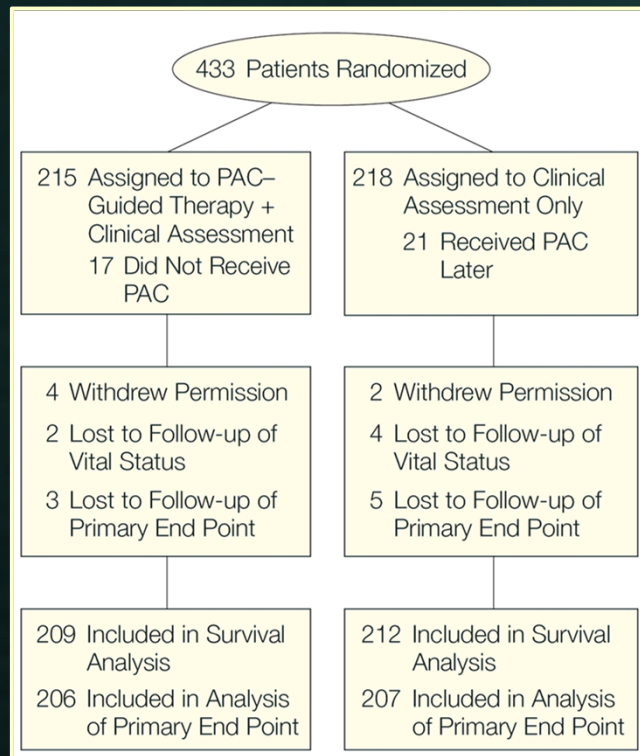 433 Patients Randomized
215 Assigned to PAC–
Guided Therapy +
Clinical Assessment
17 Did Not Receive
PAC
218 Assigned to Clinical
Assessment Only
21 Received PAC
Later
4 Withdrew Permission
2 Lost to Follow-up of
Vital Status
3 Lost to Follow-up of
Primary End Point
2 Withdrew Permission
4 Lost to Follow-up of
Vital Status
5 Lost to Follow-up of
Primary End Point
209 Included in Survival
Analysis
206 Included in Analysis
of Primary End Point
212 Included in Survival
Analysis
207 Included in Analysis
of Primary End Point